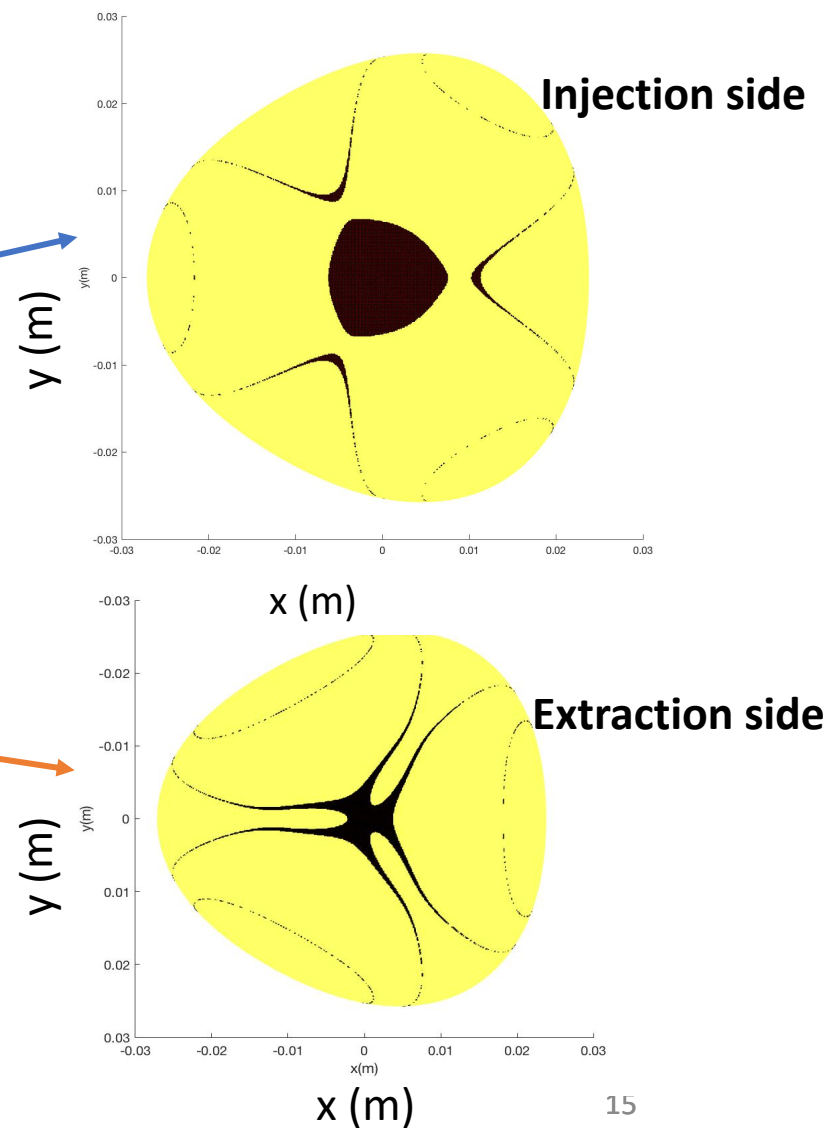 0.03
Injection side
0.02
0.01
y (m)
y(m)
0
-0.01
-0.02
-0.03
-0.03 -0.02 -0.01 0 0.01 0.02 0.03
x (m)
-0.03
-0.02
Extraction side
-0.01
y (m)
y(m)
0
0.01
0.02
0.03
-0.03 -0.02 -0.01 0 0.01 0.02 0.03
x(m)
x (m)
15